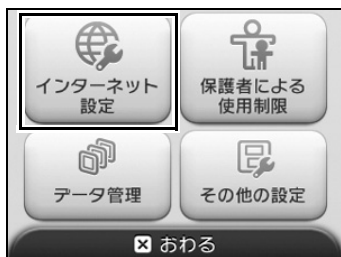 インターネット
設定
保護者による
使用制限
データ管理
その他の設定
☒ おわる